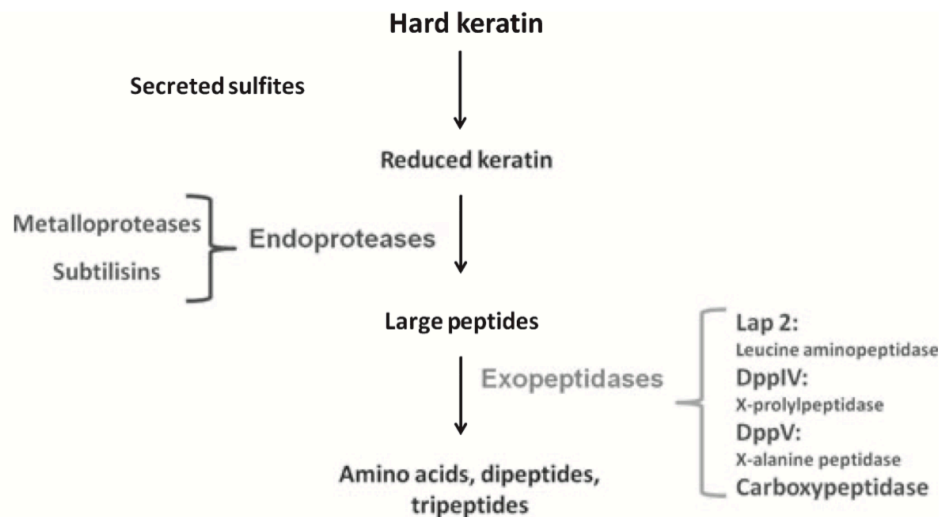 Hard keratin
Secreted sulfites
Reduced keratin
Metalloproteases
Endoproteases
Subtilisins
Large peptides
Exopeptidases
Lap 2:
Leucine aminopeptidase
DppIV:
X-prolylpeptidase
DppV:
X-alanine peptidase
Carboxypeptidase
Amino acids, dipeptides,
tripeptides